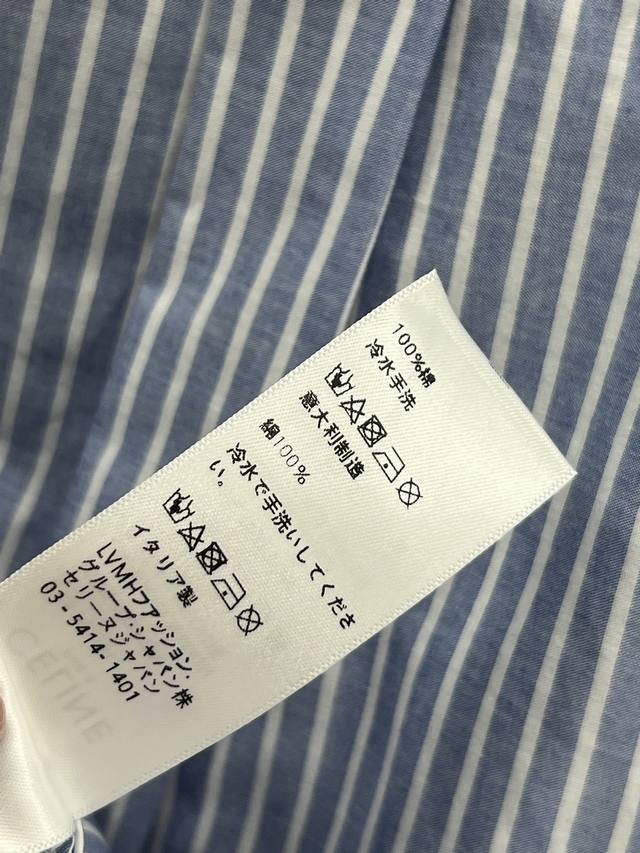 100%棉
冷水手洗
意大利制造
絹100%
冷水で手洗いしてくださ
い。
イタリア製
LVMHファッション・
グループ・ジャパン株
セリーヌジャパン
03-5414-1401
CELINE